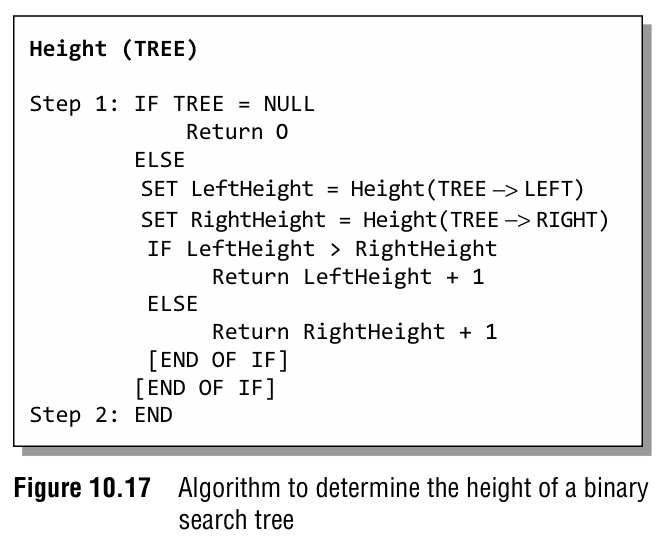 Height (TREE)
Step 1: IF TREE = NULL
Return 0
ELSE
SET LeftHeight = Height(TREE —> LEFT)
SET RightHeight = Height(TREE —> RIGHT)
IF LeftHeight > RightHeight
Return LeftHeight + 1
ELSE
Return RightHeight + 1
[END OF IF]
[END OF IF]
Step 2: END
Figure 10.17 Algorithm to determine the height of a binary
search tree